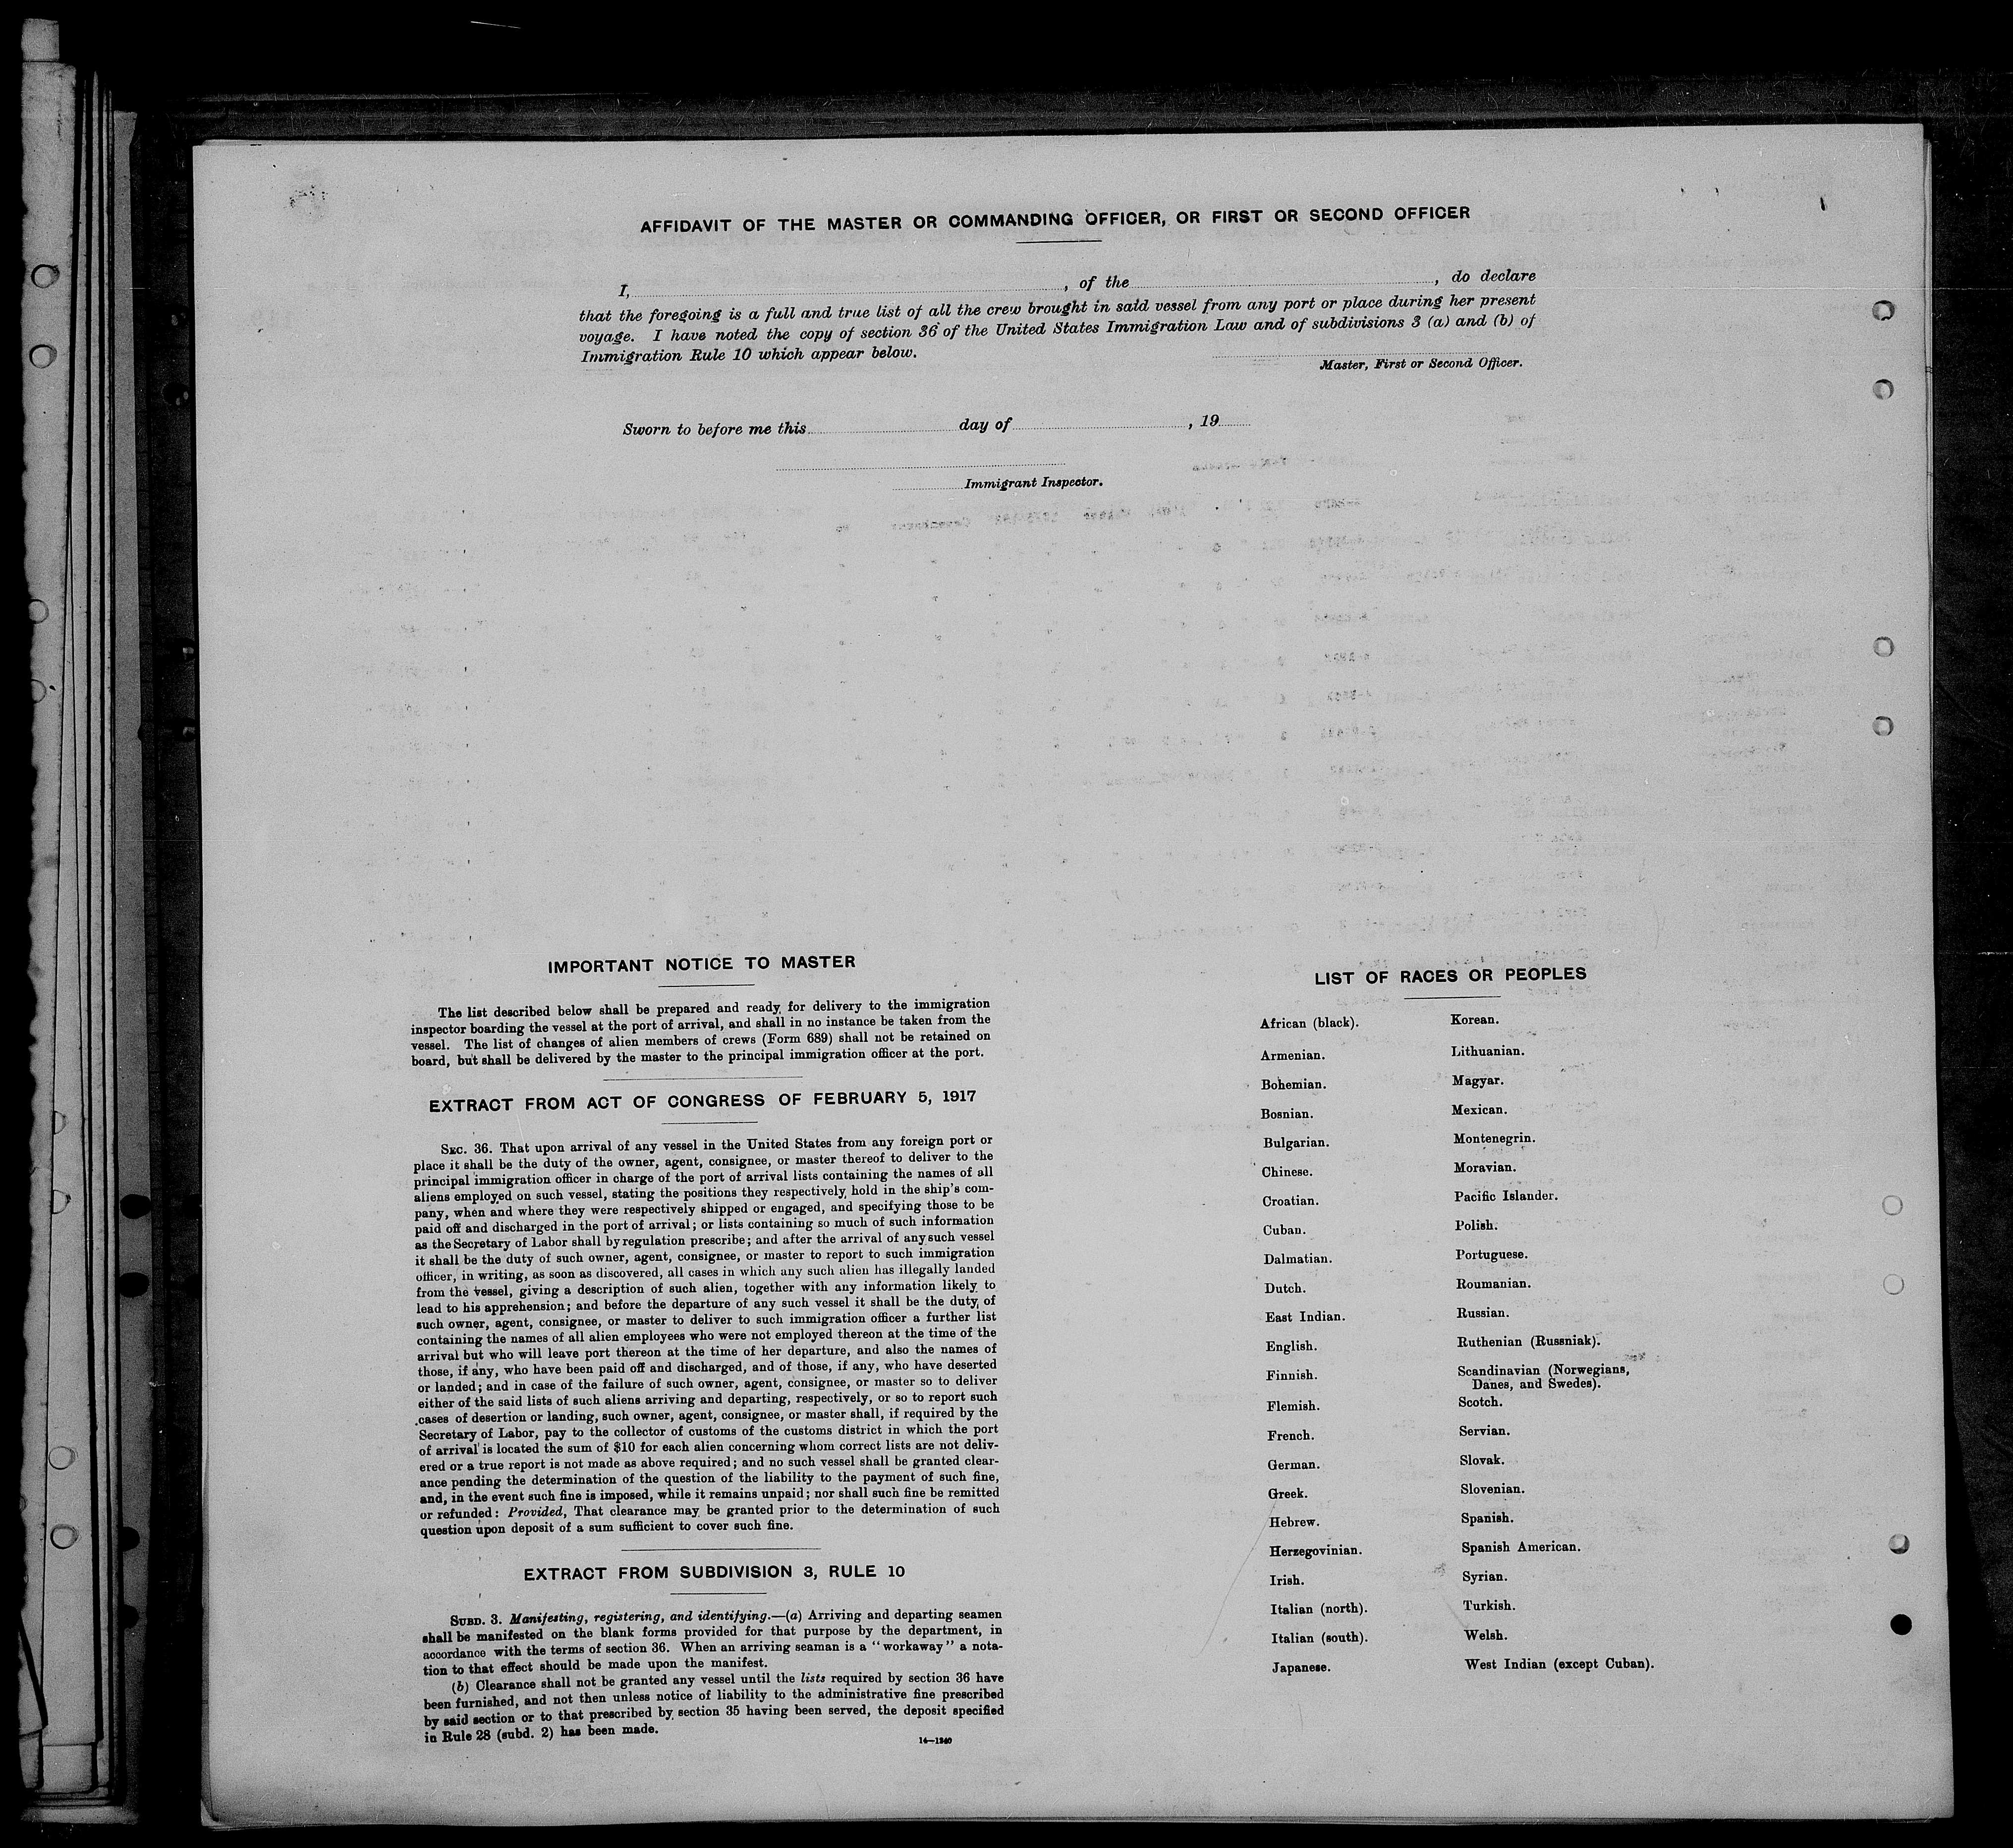 AFFIDAVIT OF THE MASTER OR COMMANDING OFFICER, OR FIRST OR SECOND OFFICER
I, , of the , do declare
that the foregoing is a full and true list of all the crew brought in said vessel from any port or place during her present
voyage. I have noted the copy of section 36 of the United States Immigration Law and of subdivisions 3 (a) and (b) of
Immigration Rule 10 which appear below.
Master, First or Second Officer.
Sworn to before me this day of , 19
Immigrant Inspector.
IMPORTANT NOTICE TO MASTER
The list described below shall be prepared and ready for delivery to the immigration
inspector boarding the vessel at the port of arrival, and shall in no instance be taken from the
vessel. The list of changes of alien members of crews (Form 689) shall not be retained on
board, but shall be delivered by the master to the principal immigration officer at the port.
EXTRACT FROM ACT OF CONGRESS OF FEBRUARY 5, 1917
SEC. 36. That upon arrival of any vessel in the United States from any foreign port or
place it shall be the duty of the owner, agent, consignee, or master thereof to deliver to the
principal immigration officer in charge of the port of arrival lists containing the names of all
aliens employed on such vessel, stating the positions they respectively hold in the ship's com-
pany, when and where they were respectively shipped or engaged, and specifying those to be
paid off and discharged in the port of arrival; or lists containing so much of such information
as the Secretary of Labor shall by regulation prescribe; and after the arrival of any such vessel
it shall be the duty of such owner, agent, consignee, or master to report to such immigration
officer, in writing, as soon as discovered, all cases in which any such alien has illegally landed
from the vessel, giving a description of such alien, together with any information likely to
lead to his apprehension; and before the departure of any such vessel it shall be the duty of
such owner, agent, consignee, or master to deliver to such immigration officer a further list
containing the names of all alien employees who were not employed thereon at the time of the
arrival but who will leave port thereon at the time of her departure, and also the names of
those, if any, who have been paid off and discharged, and of those, if any, who have deserted
or landed; and in case of the failure of such owner, agent, consignee, or master so to deliver
either of the said lists of such aliens arriving and departing, respectively, or so to report such
cases of desertion or landing, such owner, agent, consignee, or master shall, if required by the
Secretary of Labor, pay to the collector of customs of the customs district in which the port
of arrival is located the sum of $10 for each alien concerning whom correct lists are not deliv-
ered or a true report is not made as above required; and no such vessel shall be granted clear-
ance pending the determination of the question of the liability to the payment of such fine,
and, in the event such fine is imposed, while it remains unpaid; nor shall such fine be remitted
or refunded: Provided, That clearance may be granted prior to the determination of such
question upon deposit of a sum sufficient to cover such fine.
EXTRACT FROM SUBDIVISION 3, RULE 10
SUBD. 3. Manifesting, registering, and identifying.—(a) Arriving and departing seamen
shall be manifested on the blank forms provided for that purpose by the department, in
accordance with the terms of section 36. When an arriving seaman is a "workaway" a nota-
tion to that effect should be made upon the manifest.
(b) Clearance shall not be granted any vessel until the lists required by section 36 have
been furnished, and not then unless notice of liability to the administrative fine prescribed
by said section or to that prescribed by section 35 having been served, the deposit specified
in Rule 28 (subd. 2) has been made.
14—1240
LIST OF RACES OR PEOPLES
African (black).
Armenian.
Bohemian.
Bosnian.
Bulgarian.
Chinese.
Croatian.
Cuban.
Dalmatian.
Dutch.
East Indian.
English.
Finnish.
Flemish.
French.
German.
Greek.
Hebrew.
Herzegovinian.
Irish.
Italian (north).
Italian (south).
Japanese.
Korean.
Lithuanian.
Magyar.
Mexican.
Montenegrin.
Moravian.
Pacific Islander.
Polish.
Portuguese.
Roumanian.
Russian.
Ruthenian (Russniak).
Scandinavian (Norwegians,
Danes, and Swedes).
Scotch.
Servian.
Slovak.
Slovenian.
Spanish.
Spanish American.
Syrian.
Turkish.
Welsh.
West Indian (except Cuban).